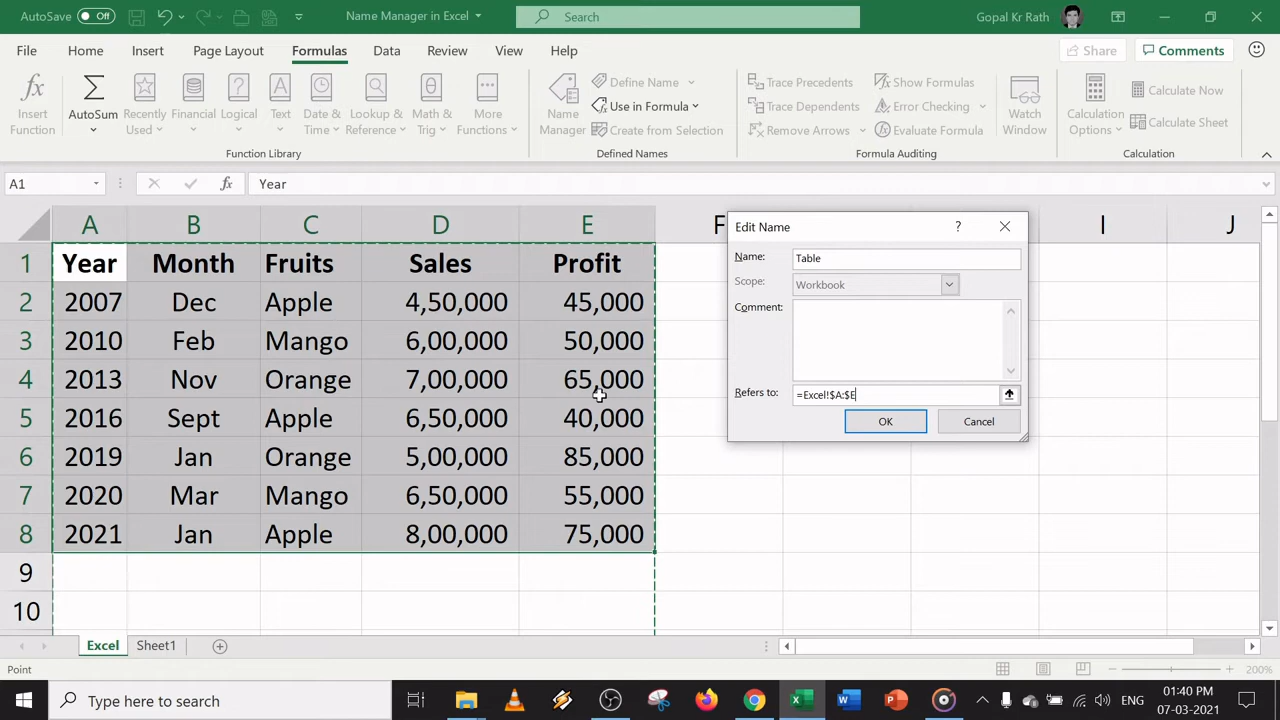 AutoSave Off
Name Manager in Excel
Search
Gopal Kr Rath
File Home Insert Page Layout Formulas Data Review View Help
Share Comments
fx Insert Function
Σ AutoSum
Recently Used
Financial
Logical
Text
Date & Time
Lookup & Reference
Math & Trig
More Functions
Function Library
Name Manager
Define Name
Use in Formula
Create from Selection
Defined Names
Trace Precedents
Trace Dependents
Remove Arrows
Show Formulas
Error Checking
Evaluate Formula
Formula Auditing
Watch Window
Calculation Options
Calculate Now
Calculate Sheet
Calculation
A1 fx Year
A B C D E F I J
1 Year Month Fruits Sales Profit
2 2007 Dec Apple 4,50,000 45,000
3 2010 Feb Mango 6,00,000 50,000
4 2013 Nov Orange 7,00,000 65,000
5 2016 Sept Apple 5,00,000 40,000
6 2019 Jan Orange 5,00,000 85,000
7 2020 Mar Mango 6,50,000 55,000
8 2021 Jan Apple 8,00,000 75,000
9
10
Edit Name ?
Name: Table
Scope: Workbook
Comment:
Refers to: =Excel!$A:$E
OK Cancel
Excel Sheet1
Point
200%
Type here to search
ENG
01:40 PM
07-03-2021